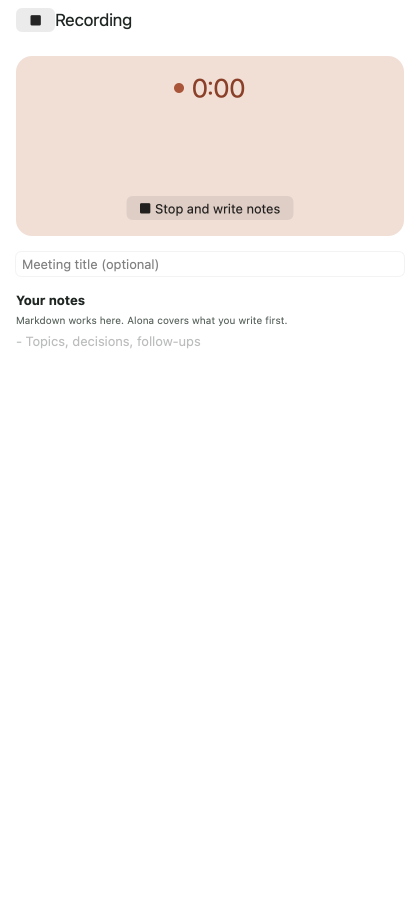 Recording
0:00
Stop and write notes
Meeting title (optional)
Your notes
Markdown works here. Alona covers what you write first.
- Topics, decisions, follow-ups